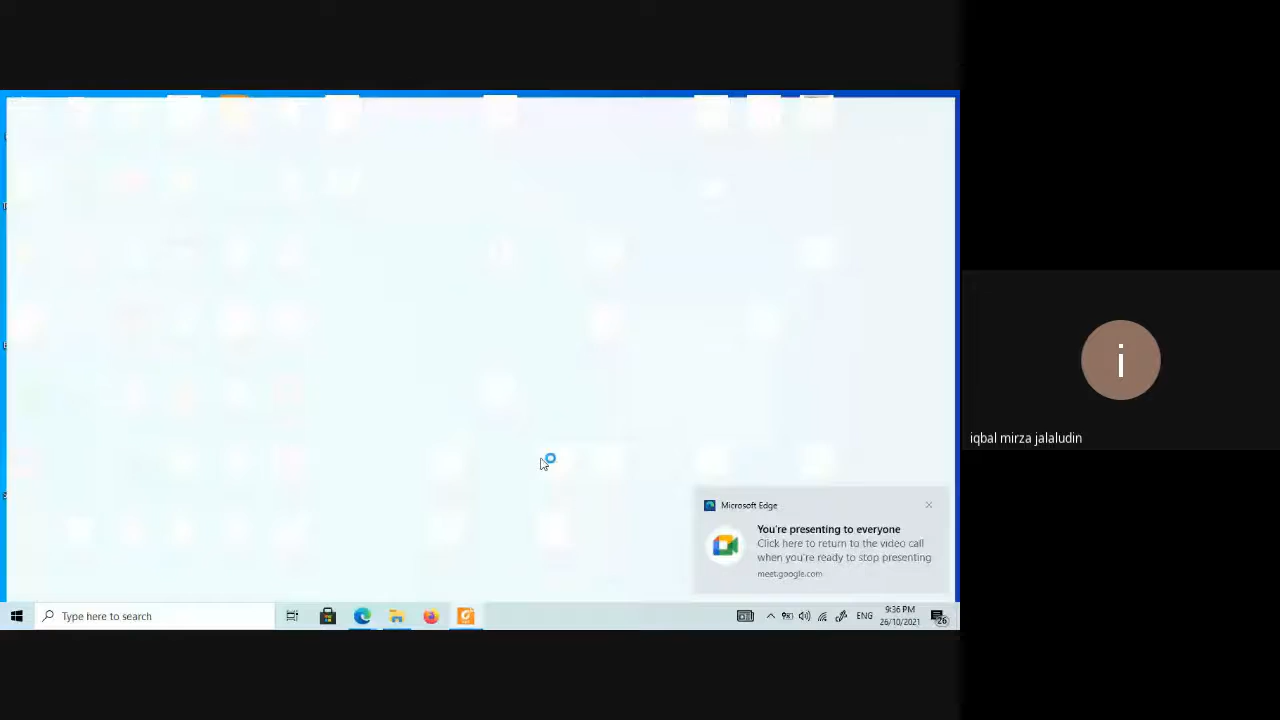 i
iqbal mirza jalaludin
Microsoft Edge
You're presenting to everyone
Click here to return to the video call
when you're ready to stop presenting
meet.google.com
Type here to search
ENG
9:36 PM
26/10/2021
26